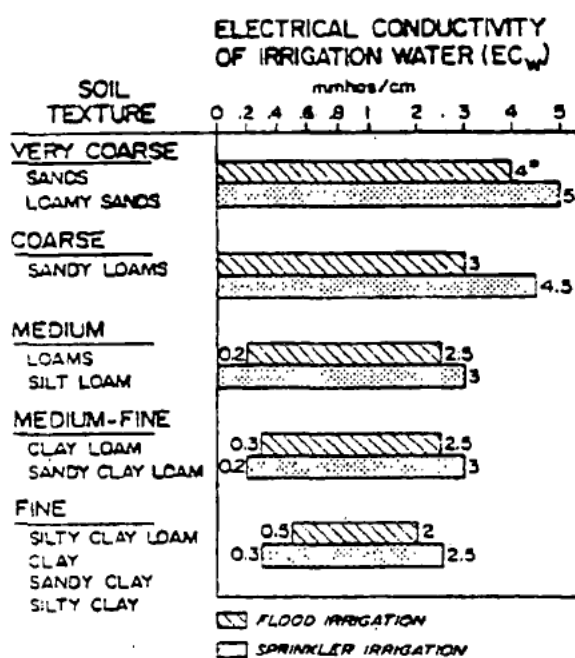 ELECTRICAL CONDUCTIVITY
OF IRRIGATION WATER (ECw)
mmhos/cm
SOIL
TEXTURE
0 .2 .4 .6 .8 1 2 3 4 5
VERY COARSE
SANDS
4*
LOAMY SANDS
5
COARSE
SANDY LOAMS
3
4.5
MEDIUM
LOAMS
0.2 2.5
SILT LOAM
3
MEDIUM-FINE
CLAY LOAM
0.3 2.5
SANDY CLAY LOAM
0.2 3
FINE
SILTY CLAY LOAM
0.5 2
CLAY
0.3 2.5
SANDY CLAY
SILTY CLAY
FLOOD IRRIGATION
SPRINKLER IRRIGATION